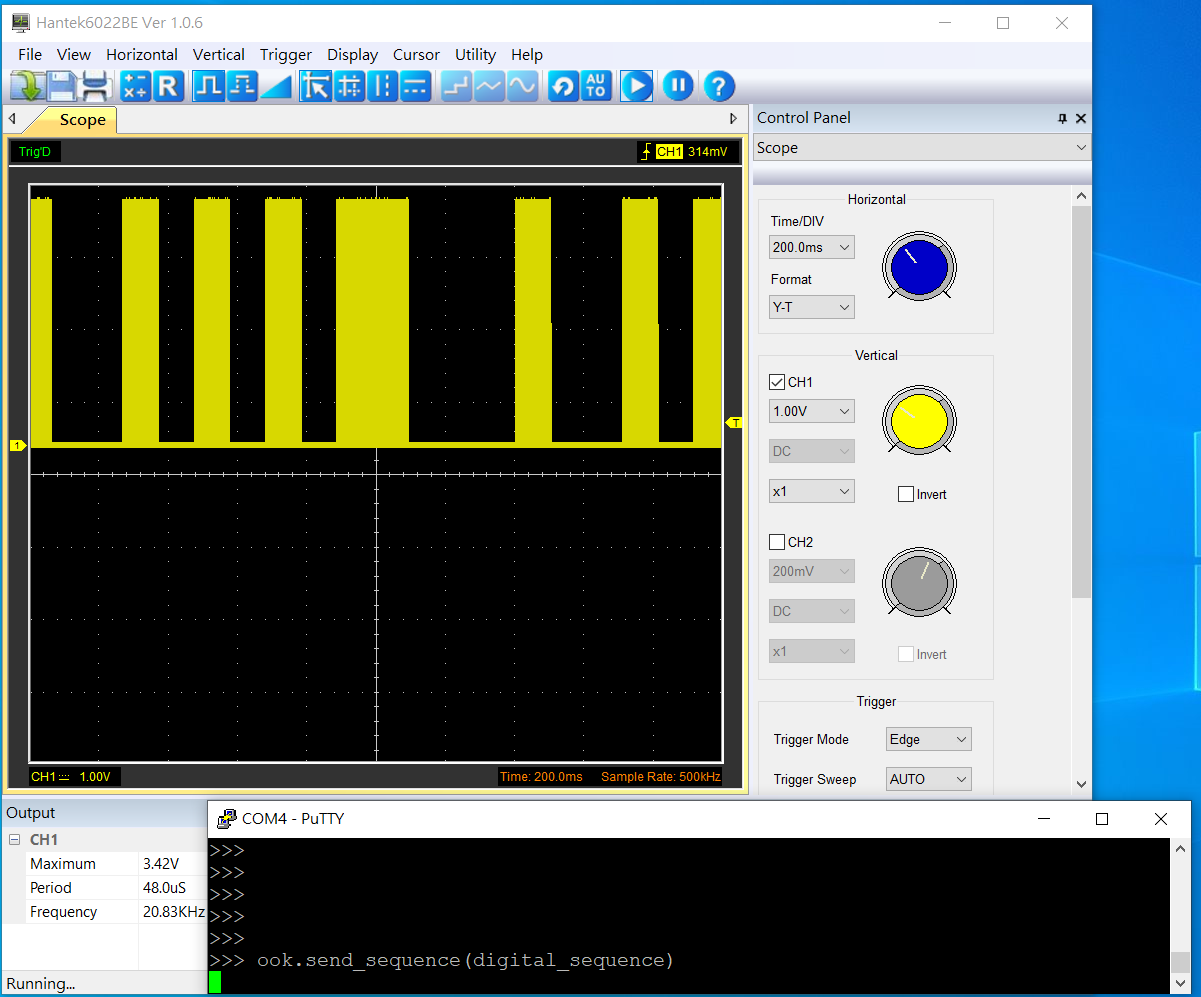 Hantek6022BE Ver 1.0.6
File View Horizontal Vertical Trigger Display Cursor Utility Help
+- ×÷ R AU TO ?
Scope
Control Panel
Scope
Trig'D
CH1 314mV
Horizontal
Time/DIV
200.0ms
Format
Y-T
Vertical
CH1
1.00V
DC
x1
Invert
CH2
200mV
DC
x1
Invert
Trigger
Trigger Mode Edge
Trigger Sweep AUTO
1
T
CH1 1.00V
Time: 200.0ms Sample Rate: 500kHz
Output
CH1
Maximum 3.42V
Period 48.0uS
Frequency 20.83KHz
Running...
COM4 - PuTTY
>>>
>>>
>>>
>>>
>>>
>>> ook.send_sequence(digital_sequence)